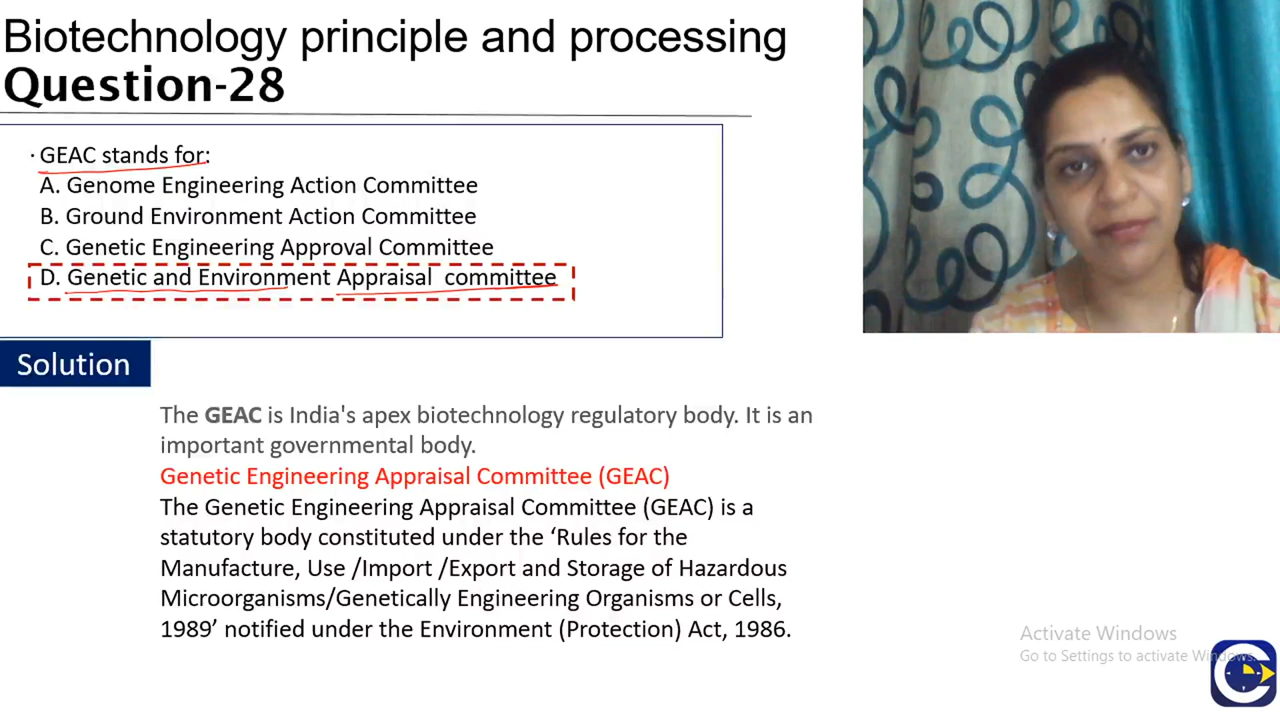 Biotechnology principle and processing
Question-28
· GEAC stands for:
A. Genome Engineering Action Committee
B. Ground Environment Action Committee
C. Genetic Engineering Approval Committee
D. Genetic and Environment Appraisal committee
Solution
The GEAC is India's apex biotechnology regulatory body. It is an
important governmental body.
Genetic Engineering Appraisal Committee (GEAC)
The Genetic Engineering Appraisal Committee (GEAC) is a
statutory body constituted under the ‘Rules for the
Manufacture, Use /Import /Export and Storage of Hazardous
Microorganisms/Genetically Engineering Organisms or Cells,
1989’ notified under the Environment (Protection) Act, 1986.
Activate Windows
Go to Settings to activate Windows.